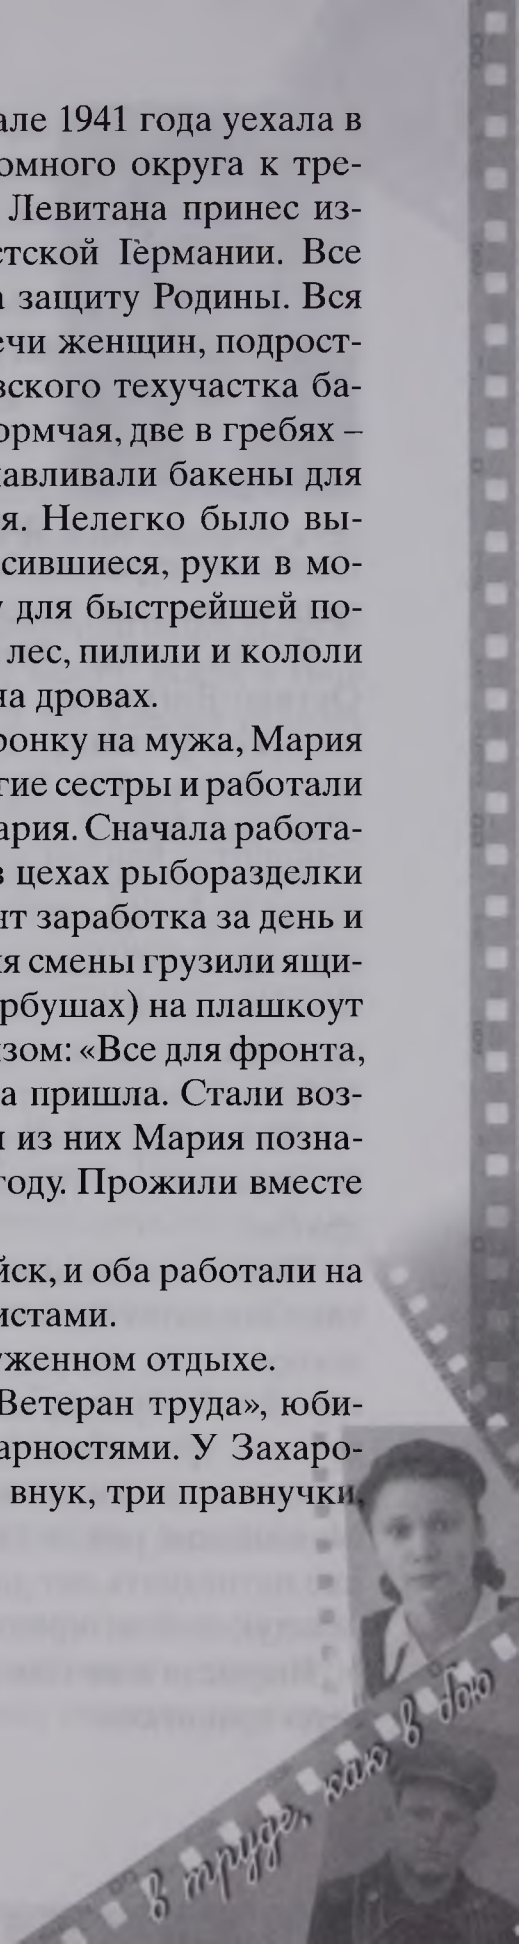 але 1941 года уехала в
омного округа к тре-
Левитана принес из-
стской Германии. Все
а защиту Родины. Вся
ечи женщин, подрост-
вского техучастка ба-
ормчая, две в гребях –
навливали бакены для
я. Нелегко было вы-
сившиеся, руки в мо-
у для быстрейшей по-
лес, пилили и кололи
на дровах.
ронку на мужа, Мария
гие сестры и работали
ария. Сначала работа-
в цехах рыборазделки
нт заработка за день и
ия смены грузили ящи-
рбушах) на плашкоут
изом: «Все для фронта,
а пришла. Стали воз-
и из них Мария позна-
году. Прожили вместе
йск, и оба работали на
истами.
уженном отдыхе.
Ветеран труда», юби-
арностями. У Захаро-
внук, три правнучки,
в труде, как в бою